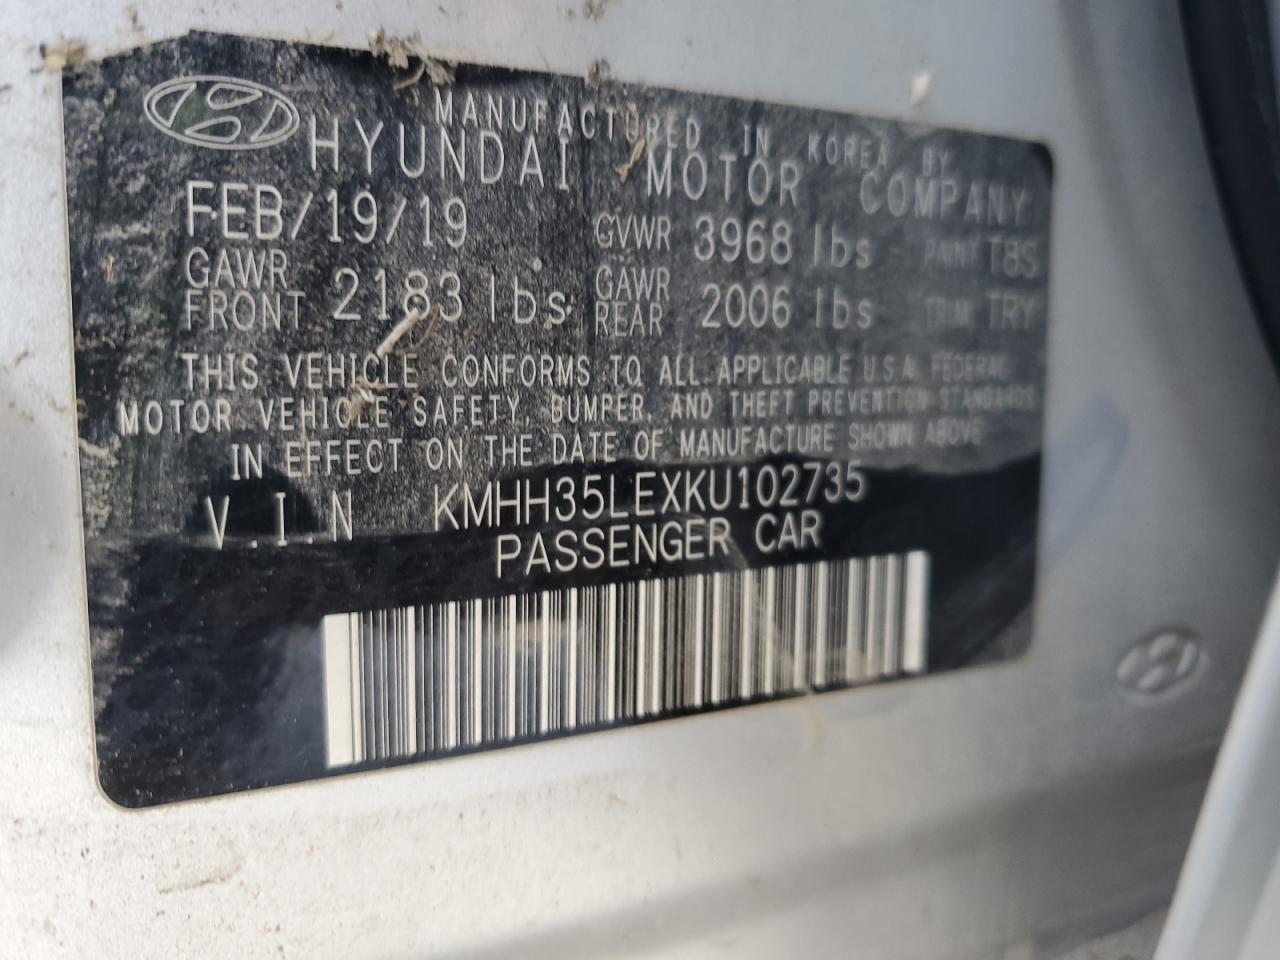 MANUFACTURED IN KOREA BY
HYUNDAI MOTOR COMPANY
FEB/19/19 GVWR 3968 lbs PAINT T8S
GAWR FRONT 2183 lbs GAWR REAR 2006 lbs TRIM TRY
THIS VEHICLE CONFORMS TO ALL APPLICABLE U.S.A. FEDERAL
MOTOR VEHICLE SAFETY, BUMPER, AND THEFT PREVENTION STANDARDS
IN EFFECT ON THE DATE OF MANUFACTURE SHOWN ABOVE
V.I.N KMHH35LEXKU102735
PASSENGER CAR